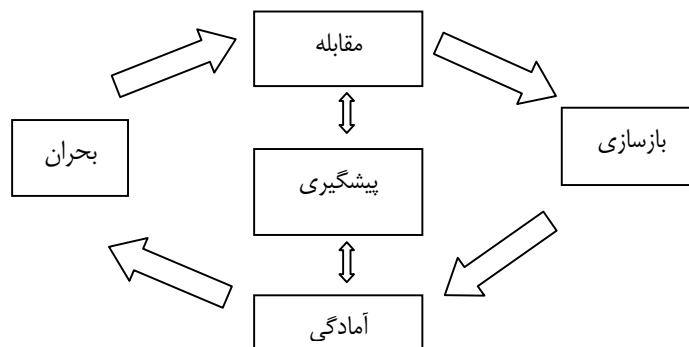 مقابله
بازسازی
بحران
پیشگیری
آمادگی